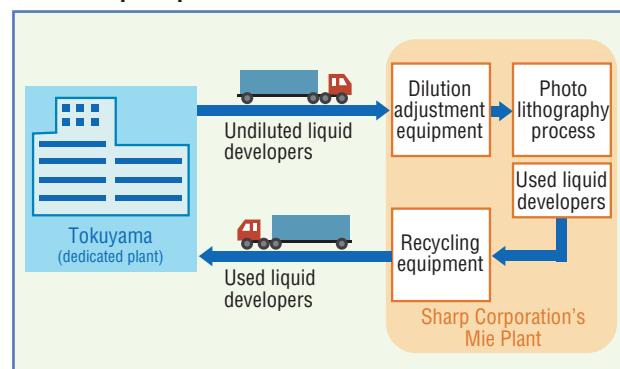 Undiluted liquid
developers
Dilution
adjustment
equipment
Photo
lithography
process
Used liquid
developers
Tokuyama
(dedicated plant)
Used liquid
developers
Recycling
equipment
Sharp Corporation's
Mie Plant